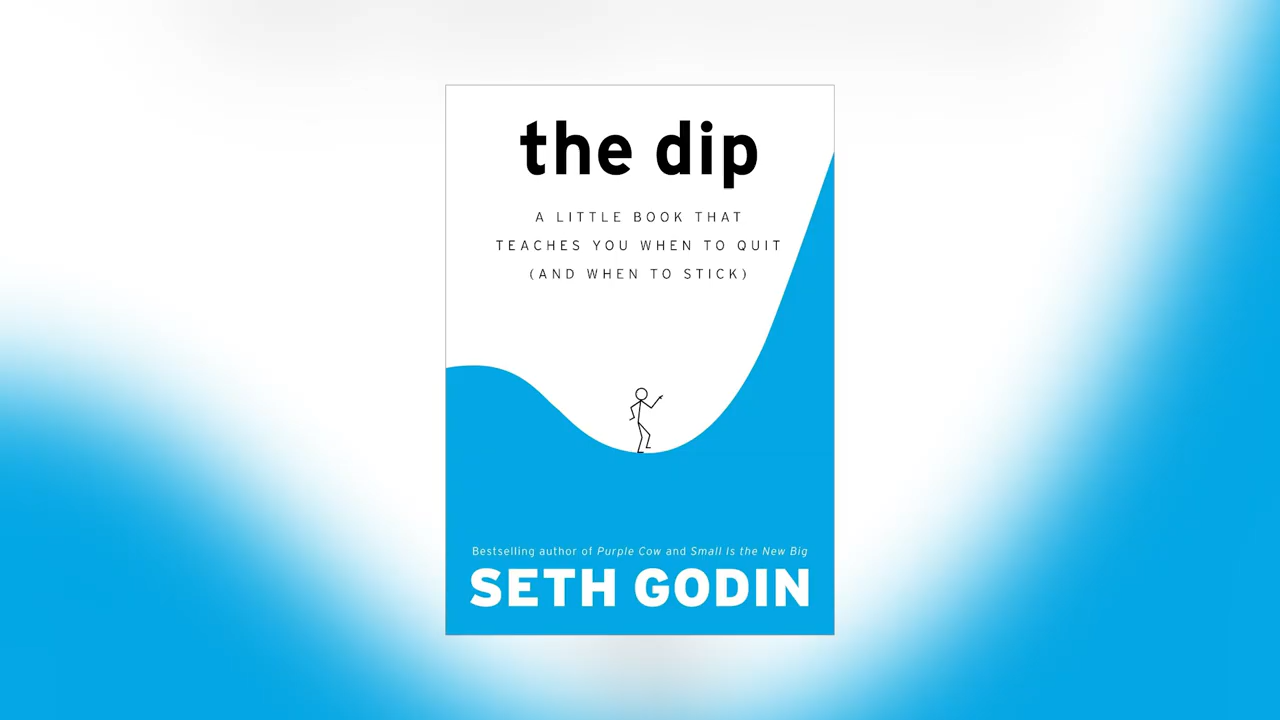 the dip
A LITTLE BOOK THAT
TEACHES YOU WHEN TO QUIT
(AND WHEN TO STICK)
Bestselling author of Purple Cow and Small Is the New Big
SETH GODIN